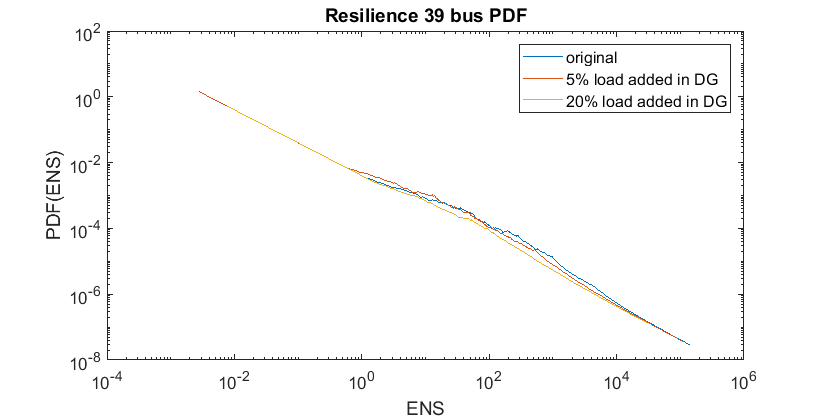 Resilience 39 bus PDF
10^2
10^0
10^-2
10^-4
10^-6
10^-8
PDF(ENS)
original
5% load added in DG
20% load added in DG
10^-4 10^-2 10^0 10^2 10^4 10^6
ENS